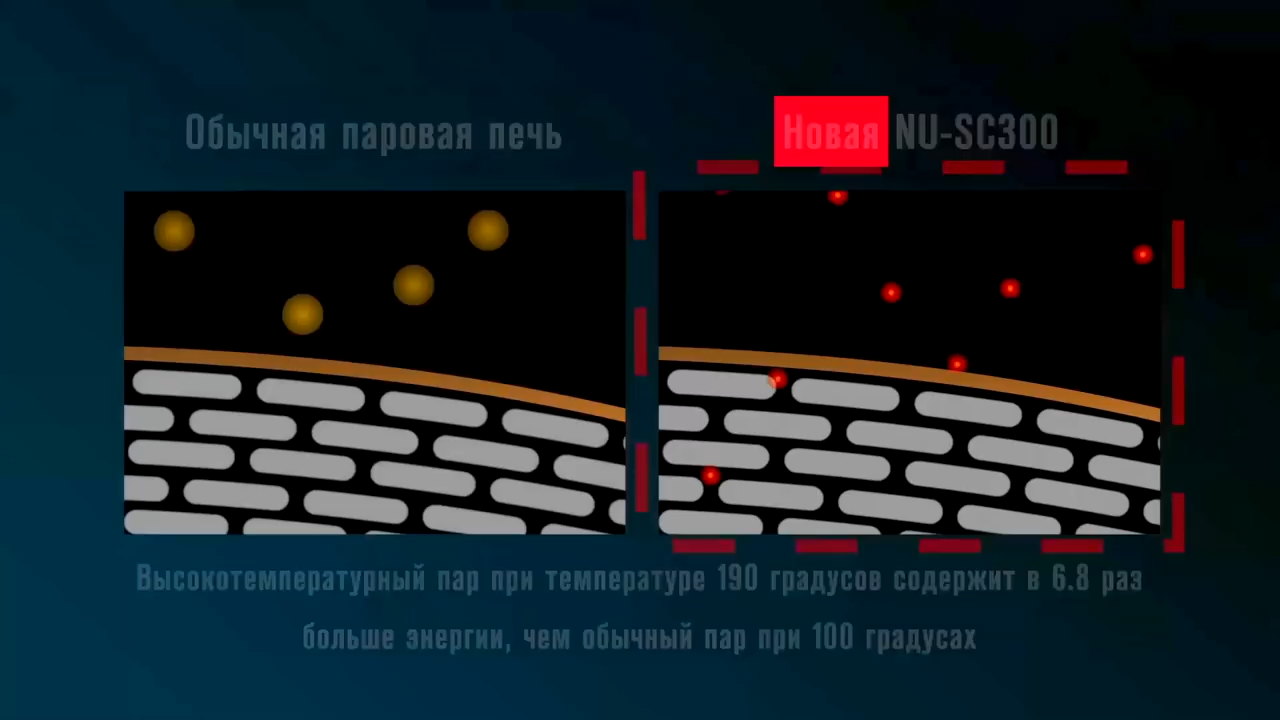 Обычная паровая печь
Новая NU-SC300
Высокотемпературный пар при температуре 190 градусов содержит в 6.8 раз
больше энергии, чем обычный пар при 100 градусах